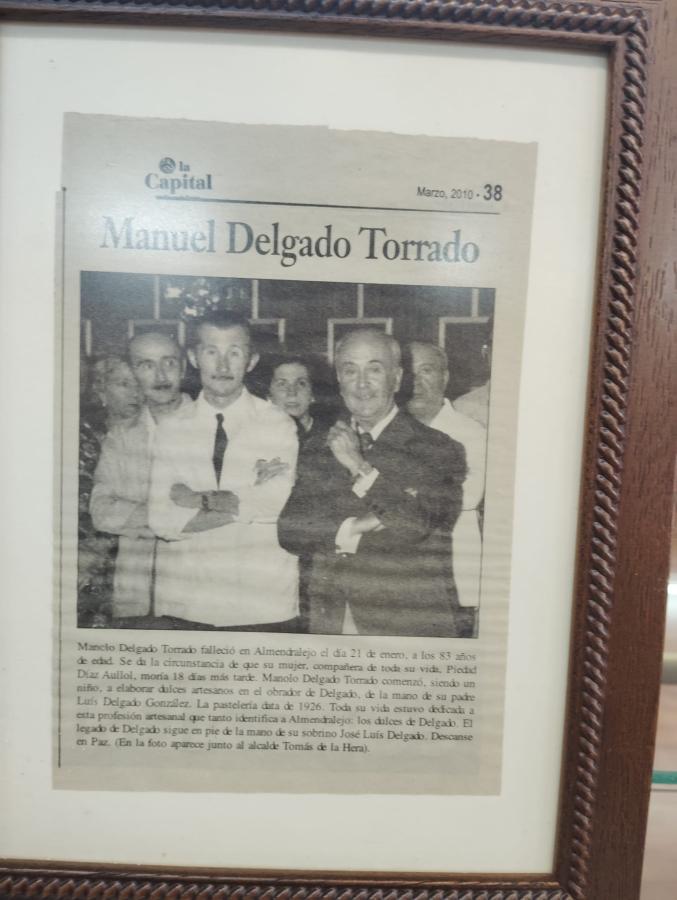 la
Capital
Marzo, 2010 - 38
Manuel Delgado Torrado
Manolo Delgado Torrado falleció en Almendralejo el día 21 de enero, a los 83 años
de edad. Se da la circunstancia de que su mujer, compañera de toda su vida, Piedad
Díaz Aullol, moría 18 días más tarde. Manolo Delgado Torrado comenzó, siendo un
niño, a elaborar dulces artesanos en el obrador de Delgado, de la mano de su padre
Luís Delgado González. La pastelería data de 1926. Toda su vida estuvo dedicada a
esta profesión artesanal que tanto identifica a Almendralejo: los dulces de Delgado. El
legado de Delgado sigue en pie de la mano de su sobrino José Luís Delgado. Descanse
en Paz. (En la foto aparece junto al alcalde Tomás de la Hera).